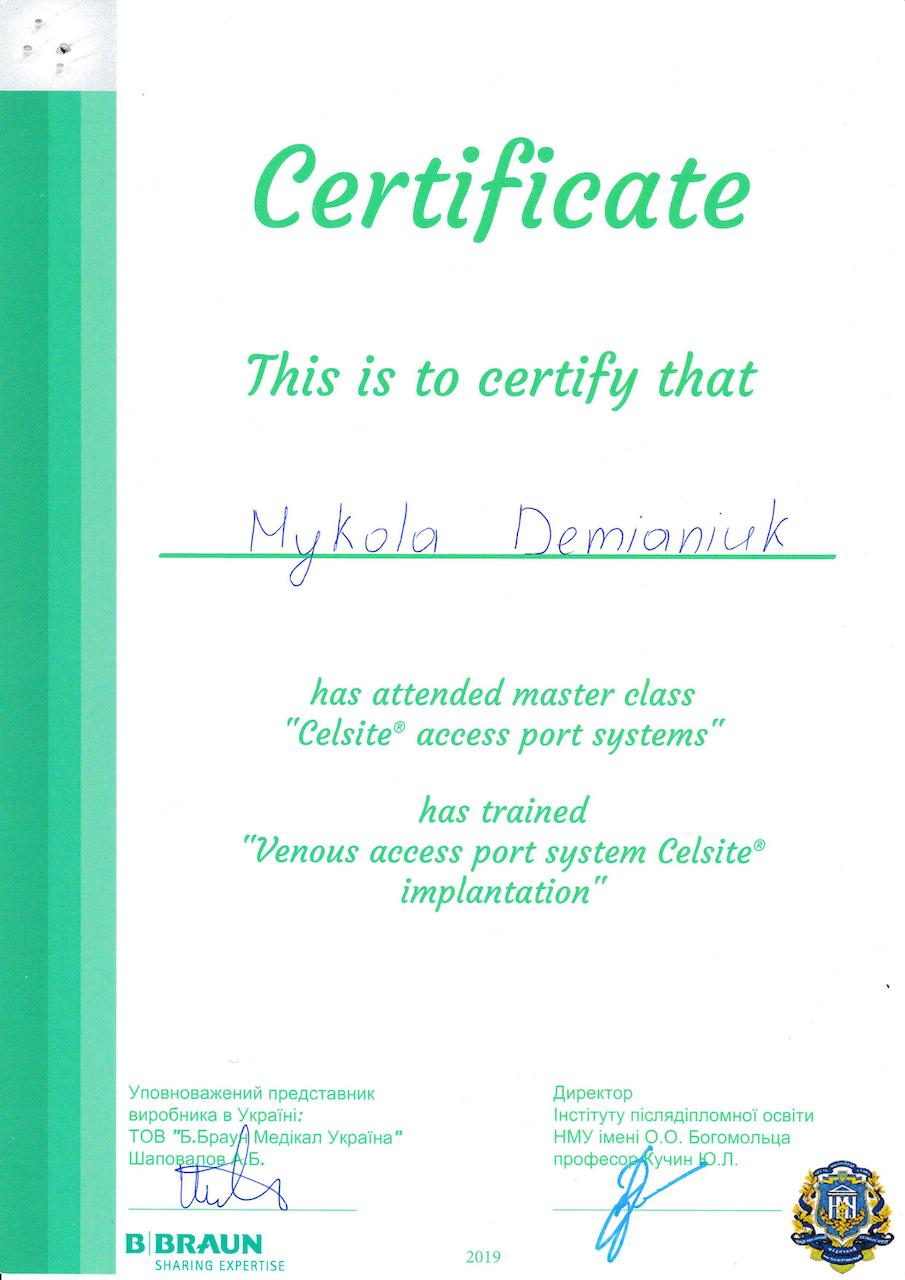 Certificate
This is to certify that
Mykola Demianiuk
has attended master class
"Celsite® access port systems"
has trained
"Venous access port system Celsite®
implantation"
Уповноважений представник
виробника в Україні:
ТОВ "Б.Браун Медікал Україна"
Шаповалов А.Б.
Директор
Інституту післядіпломної освіти
НМУ імені О.О. Богомольця
професор Кучин Ю.Л.
B|BRAUN
SHARING EXPERTISE
2019